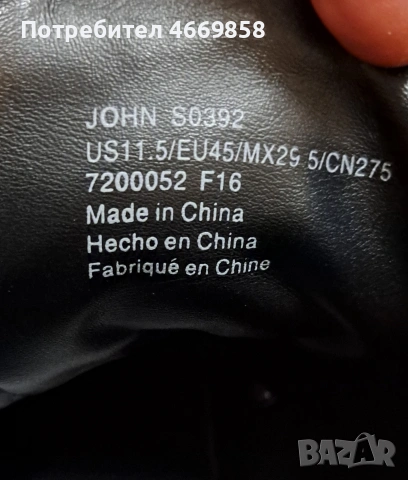 Потребител 4669858
JOHN S0392
US11.5/EU45/MX29 5/CN275
7200052 F16
Made in China
Hecho en China
Fabriqué en Chine
BAZAR